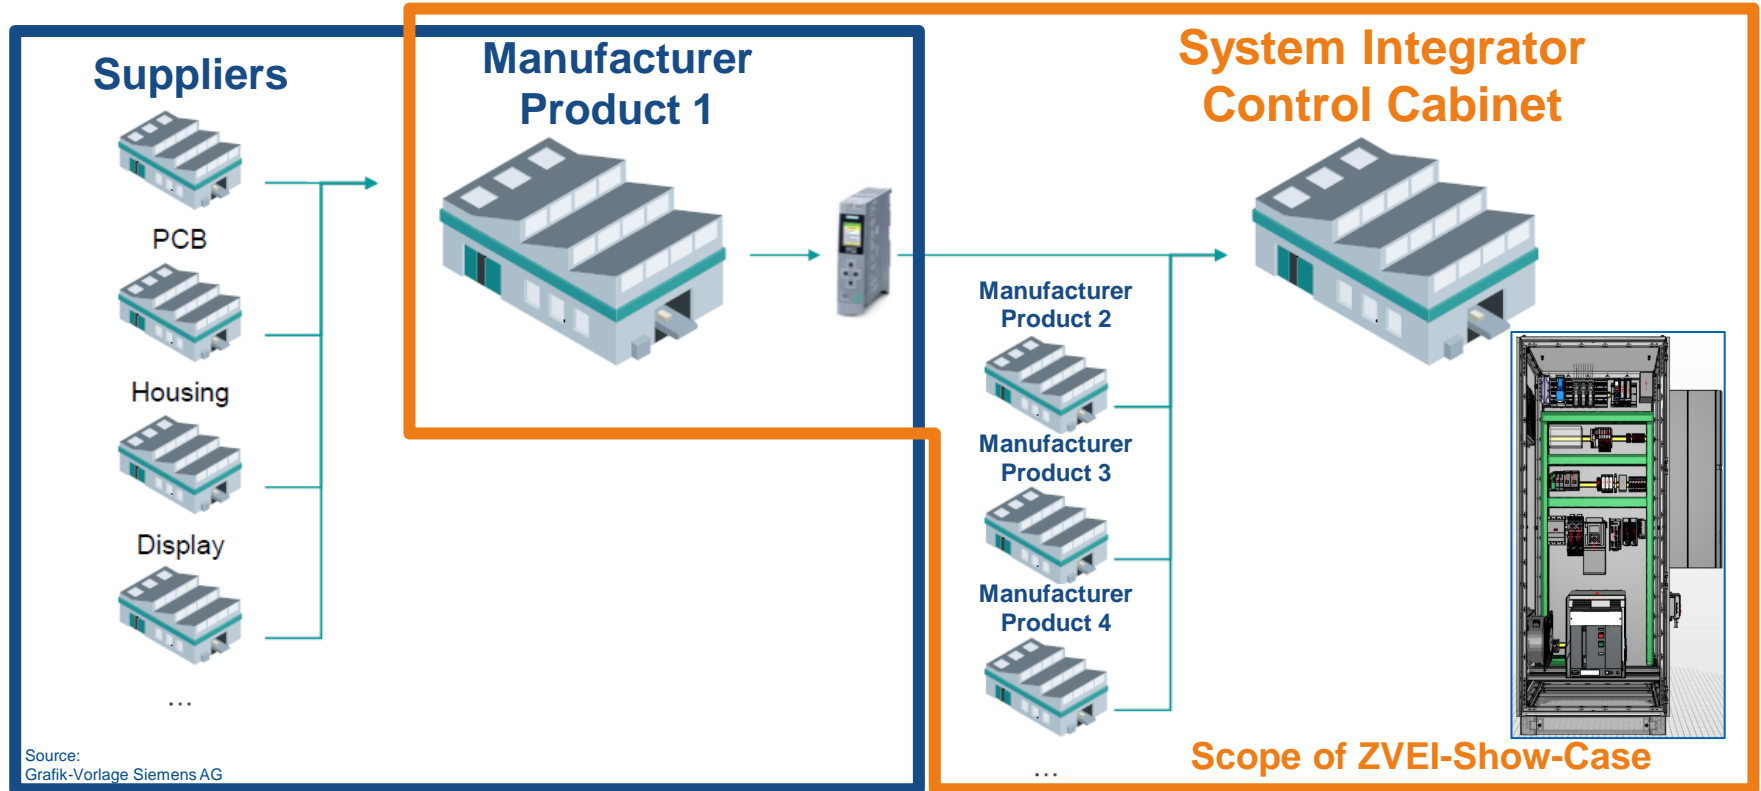 Suppliers
PCB
Housing
Display
...
Source:
Grafik-Vorlage Siemens AG
Manufacturer
Product 1
Manufacturer
Product 2
Manufacturer
Product 3
Manufacturer
Product 4
...
System Integrator
Control Cabinet
Scope of ZVEI-Show-Case